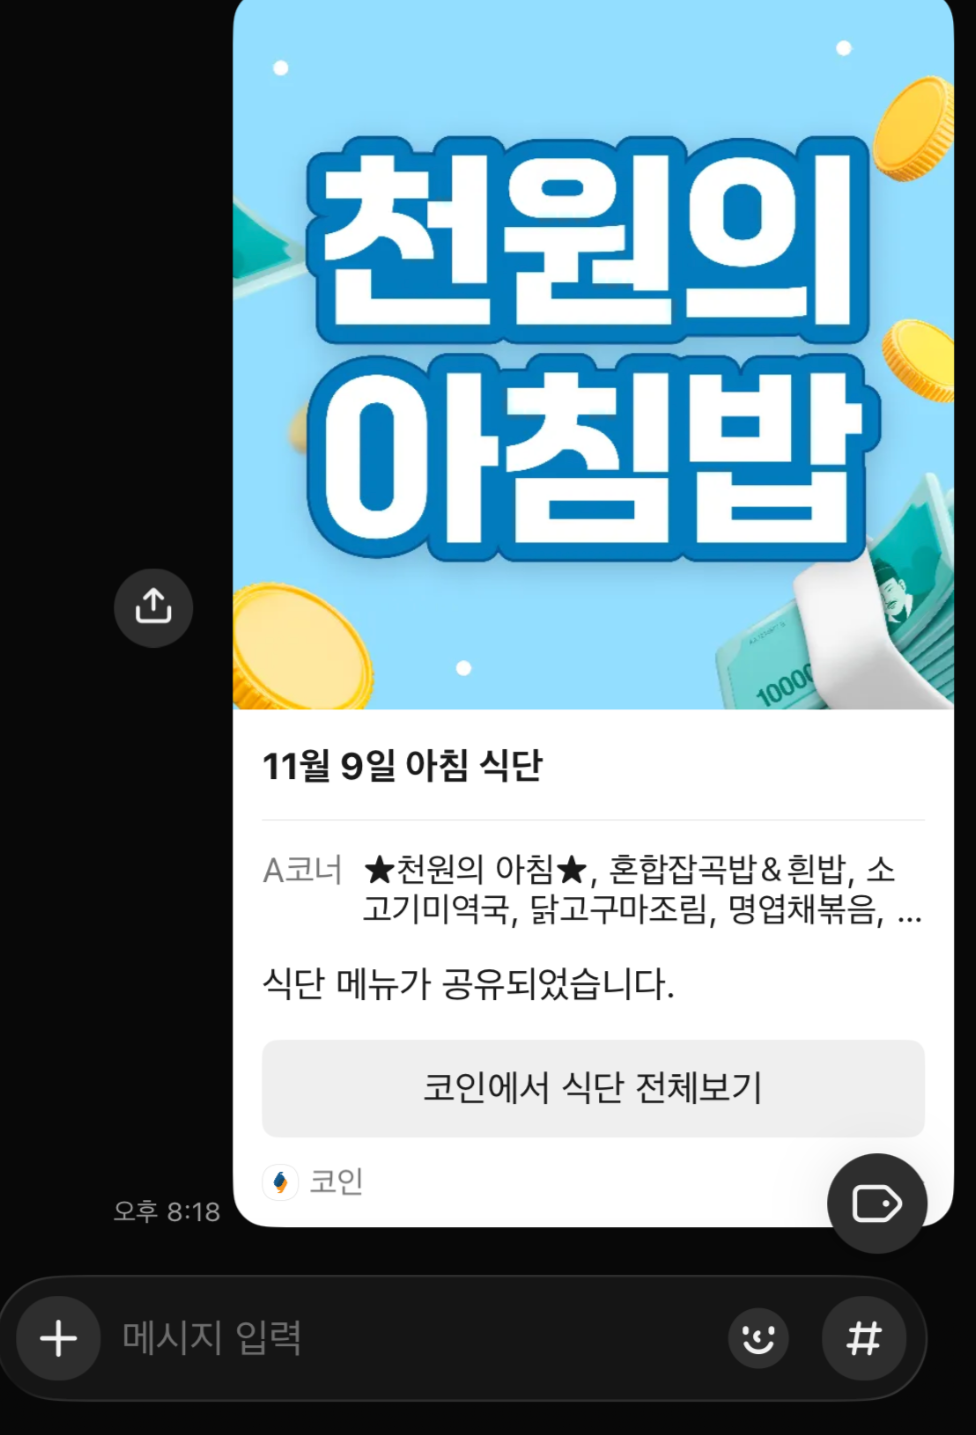 천원의
아침밥
10000
11월 9일 아침 식단
A코너 ★천원의 아침★, 혼합잡곡밥&흰밥, 소
고기미역국, 닭고구마조림, 명엽채볶음, ...
식단 메뉴가 공유되었습니다.
코인에서 식단 전체보기
코인
오후 8:18
메시지 입력
#